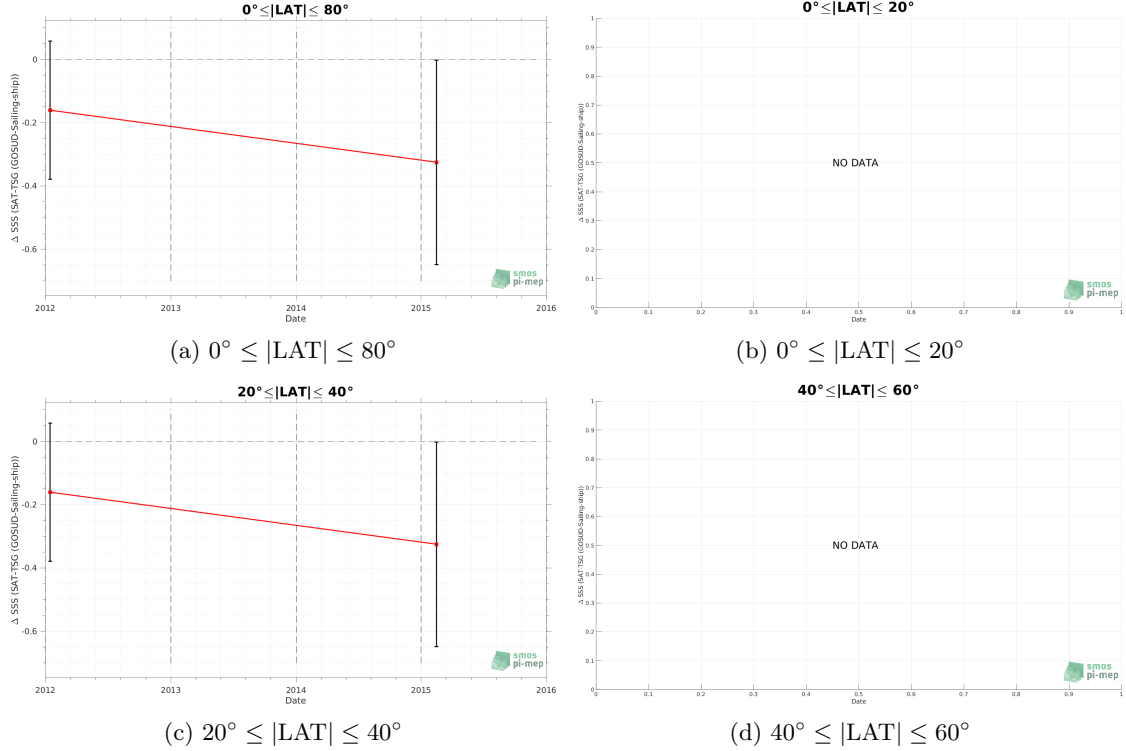 0°≤|LAT|≤ 80°
Δ SSS (SAT-TSG (GOSUD-Sailing-ship))
0
-0.2
-0.4
-0.6
2012 2013 2014 2015 2016
Date
smos
pi-mep
(a) 0° ≤ |LAT| ≤ 80°
0°≤|LAT|≤ 20°
Δ SSS (SAT-TSG (GOSUD-Sailing-ship))
1
0.9
0.8
0.7
0.6
0.5
0.4
0.3
0.2
0.1
0
NO DATA
0 0.1 0.2 0.3 0.4 0.5 0.6 0.7 0.8 0.9 1
Date
smos
pi-mep
(b) 0° ≤ |LAT| ≤ 20°
20°≤|LAT|≤ 40°
Δ SSS (SAT-TSG (GOSUD-Sailing-ship))
0
-0.2
-0.4
-0.6
2012 2013 2014 2015 2016
Date
smos
pi-mep
(c) 20° ≤ |LAT| ≤ 40°
40°≤|LAT|≤ 60°
Δ SSS (SAT-TSG (GOSUD-Sailing-ship))
1
0.9
0.8
0.7
0.6
0.5
0.4
0.3
0.2
0.1
0
NO DATA
0 0.1 0.2 0.3 0.4 0.5 0.6 0.7 0.8 0.9 1
Date
smos
pi-mep
(d) 40° ≤ |LAT| ≤ 60°